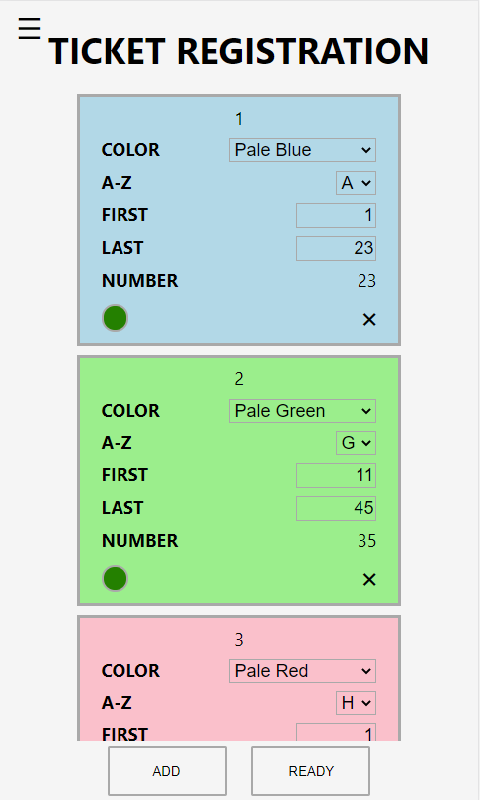 TICKET REGISTRATION
1
COLOR Pale Blue
A-Z A
FIRST 1
LAST 23
NUMBER 23
2
COLOR Pale Green
A-Z G
FIRST 11
LAST 45
NUMBER 35
3
COLOR Pale Red
A-Z H
FIRST 1
ADD READY